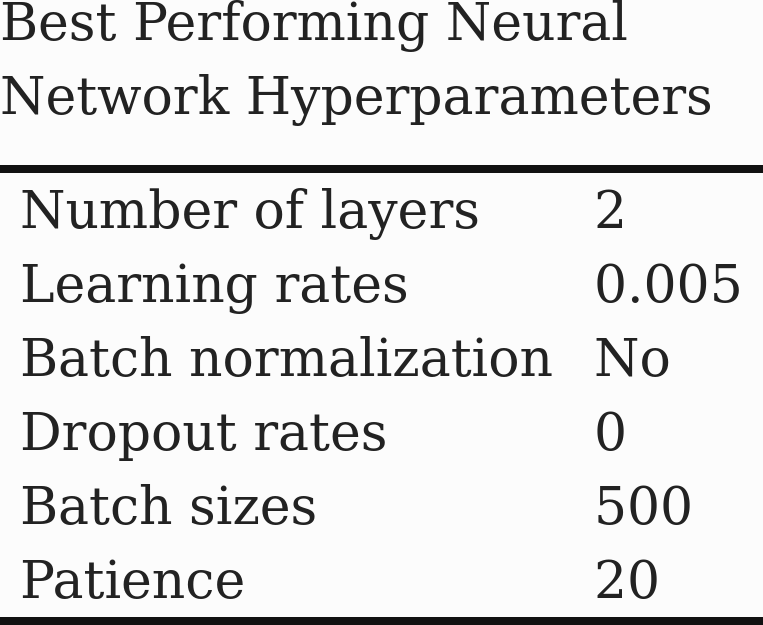 Best Performing Neural
Network Hyperparameters
Number of layers 2
Learning rates 0.005
Batch normalization No
Dropout rates 0
Batch sizes 500
Patience 20